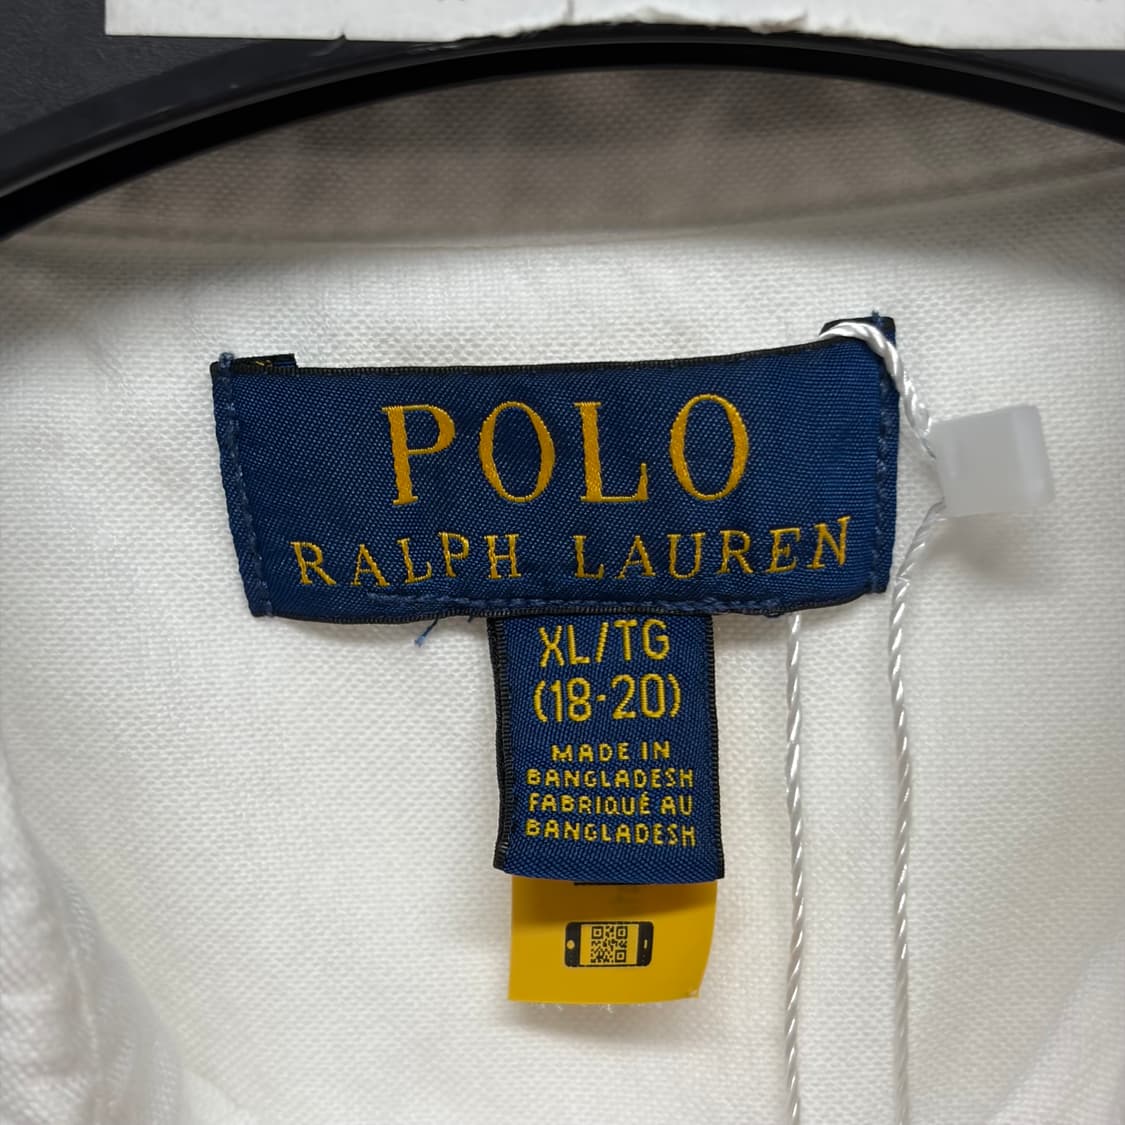 POLO
RALPH LAUREN
XL/TG
(18-20)
MADE IN
BANGLADESH
FABRIQUÉ AU
BANGLADESH